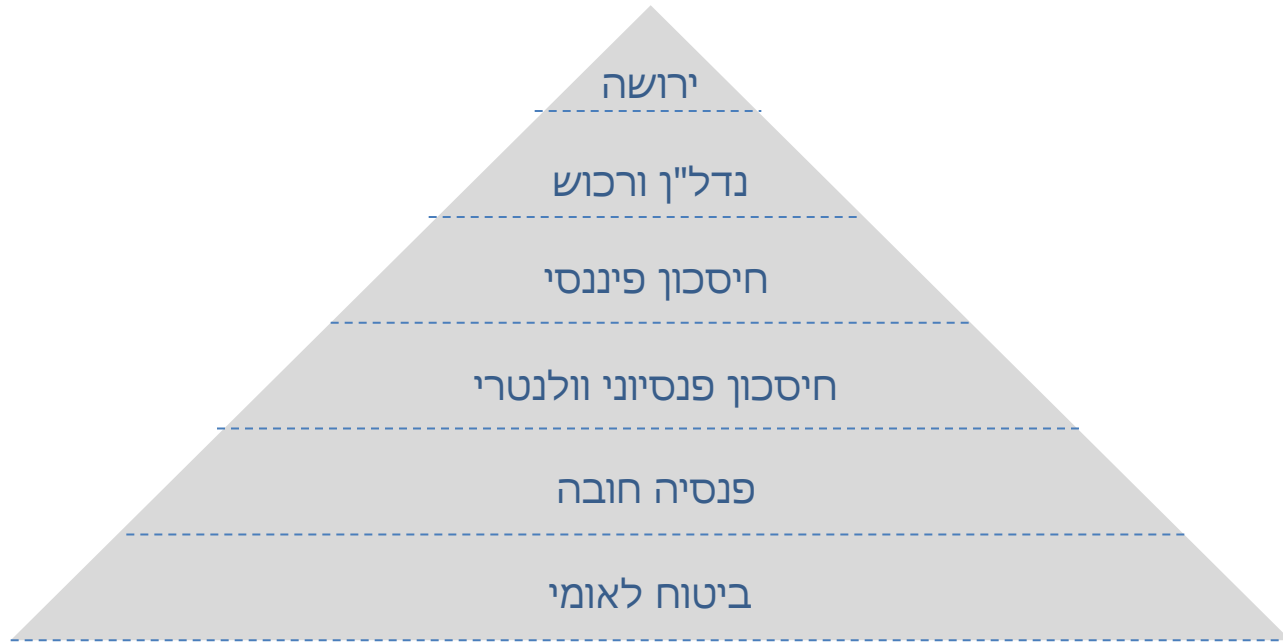 ירושה
נדל"ן ורכוש
חיסכון פיננסי
חיסכון פנסיוני וולנטרי
פנסיה חובה
ביטוח לאומי